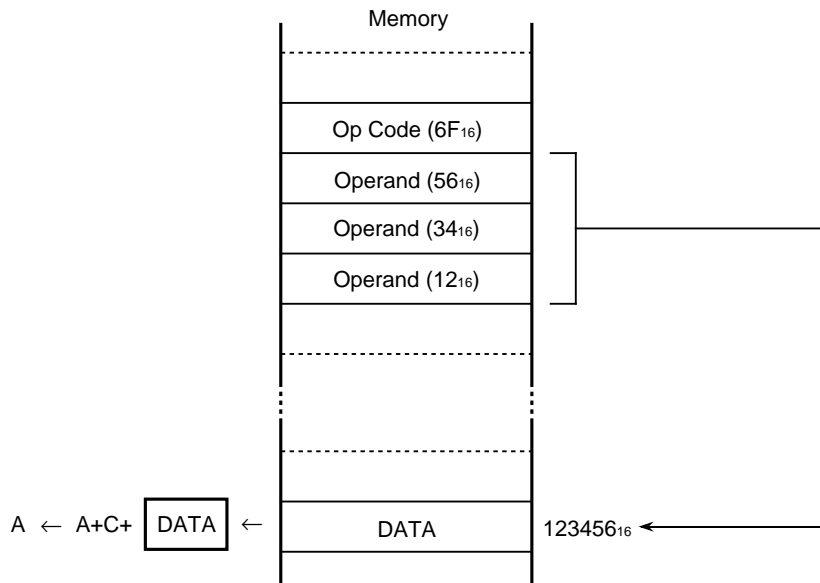 Memory
Op Code (6F₁₆)
Operand (56₁₆)
Operand (34₁₆)
Operand (12₁₆)
A ← A+C+ DATA ← DATA 123456₁₆